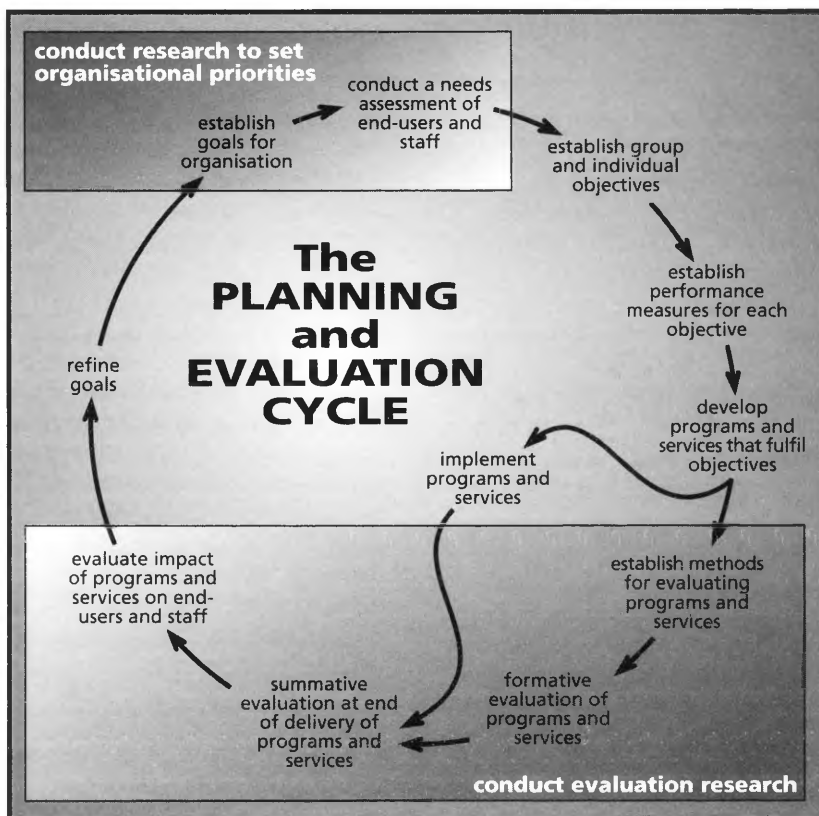 conduct research to set
organisational priorities
establish
goals for
organisation
conduct a needs
assessment of
end-users and
staff
establish group
and individual
objectives
establish
performance
measures for each
objective
develop
programs and
services that fulfil
objectives
The
PLANNING
and
EVALUATION
CYCLE
refine
goals
implement
programs and
services
establish methods
for evaluating
programs and
services
formative
evaluation of
programs and
services
summative
evaluation at end
of delivery of
programs and
services
evaluate impact
of programs and
services on end-
users and staff
conduct evaluation research